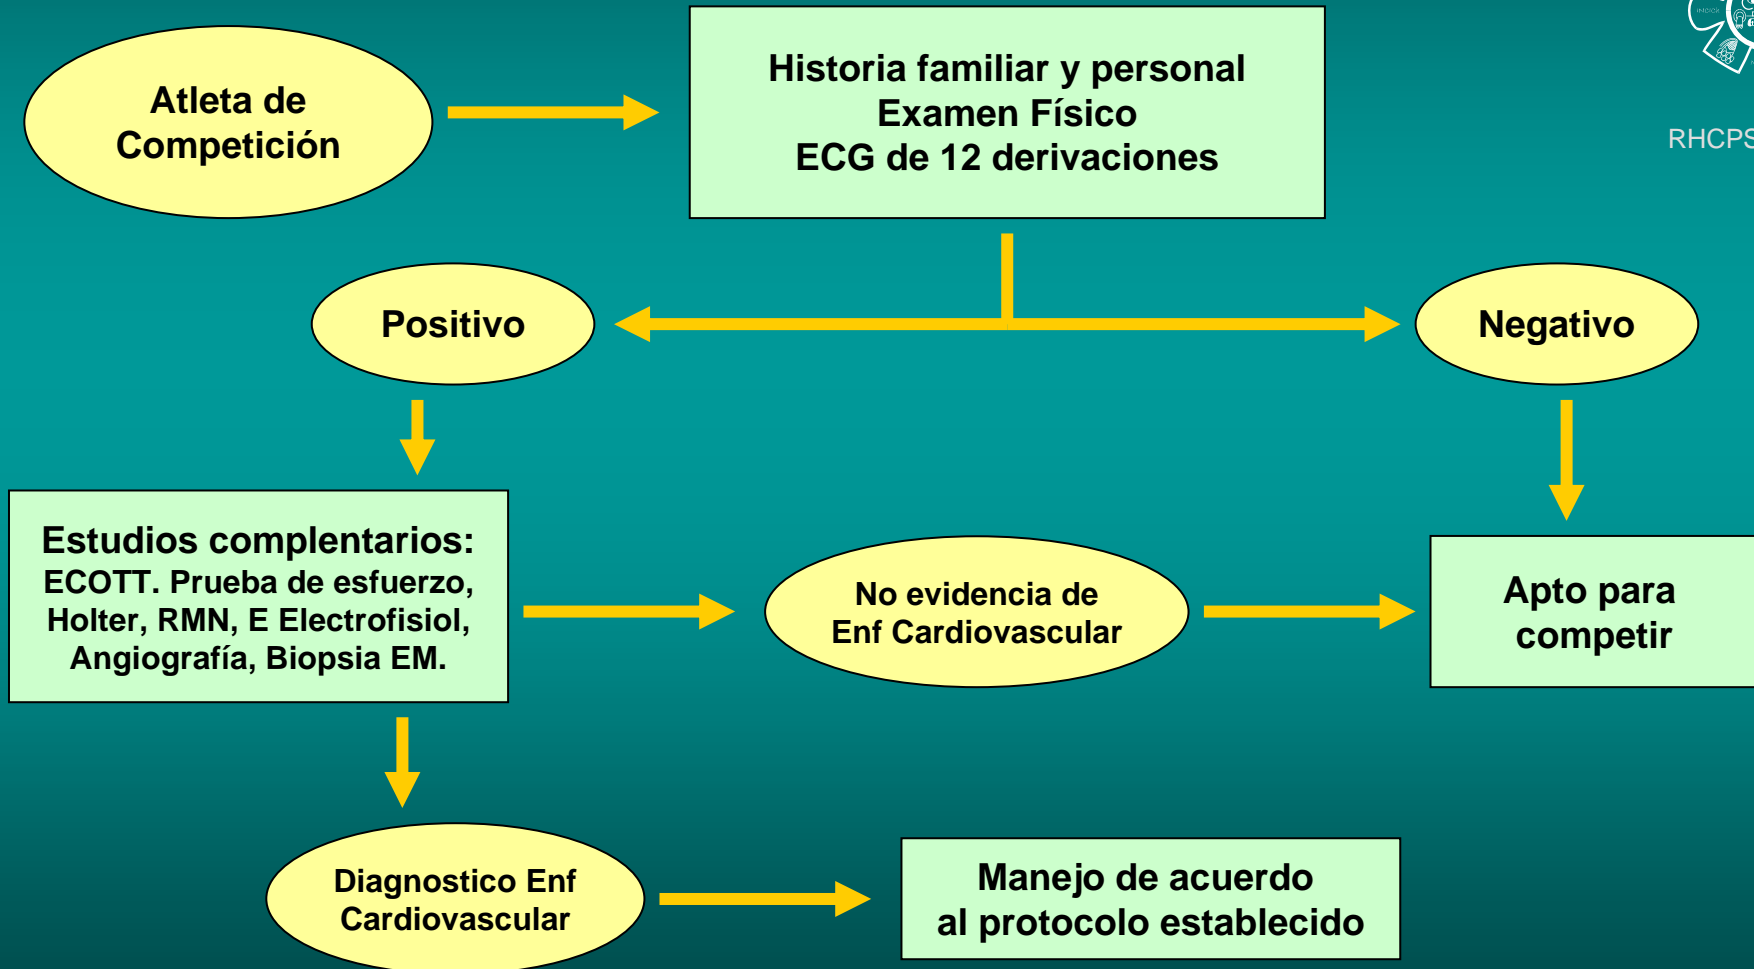 Atleta de
Competición
Historia familiar y personal
Examen Físico
ECG de 12 derivaciones
RHCPS
Positivo
Negativo
Estudios complentarios:
ECOTT. Prueba de esfuerzo,
Holter, RMN, E Electrofisiol,
Angiografía, Biopsia EM.
No evidencia de
Enf Cardiovascular
Apto para
competir
Diagnostico Enf
Cardiovascular
Manejo de acuerdo
al protocolo establecido